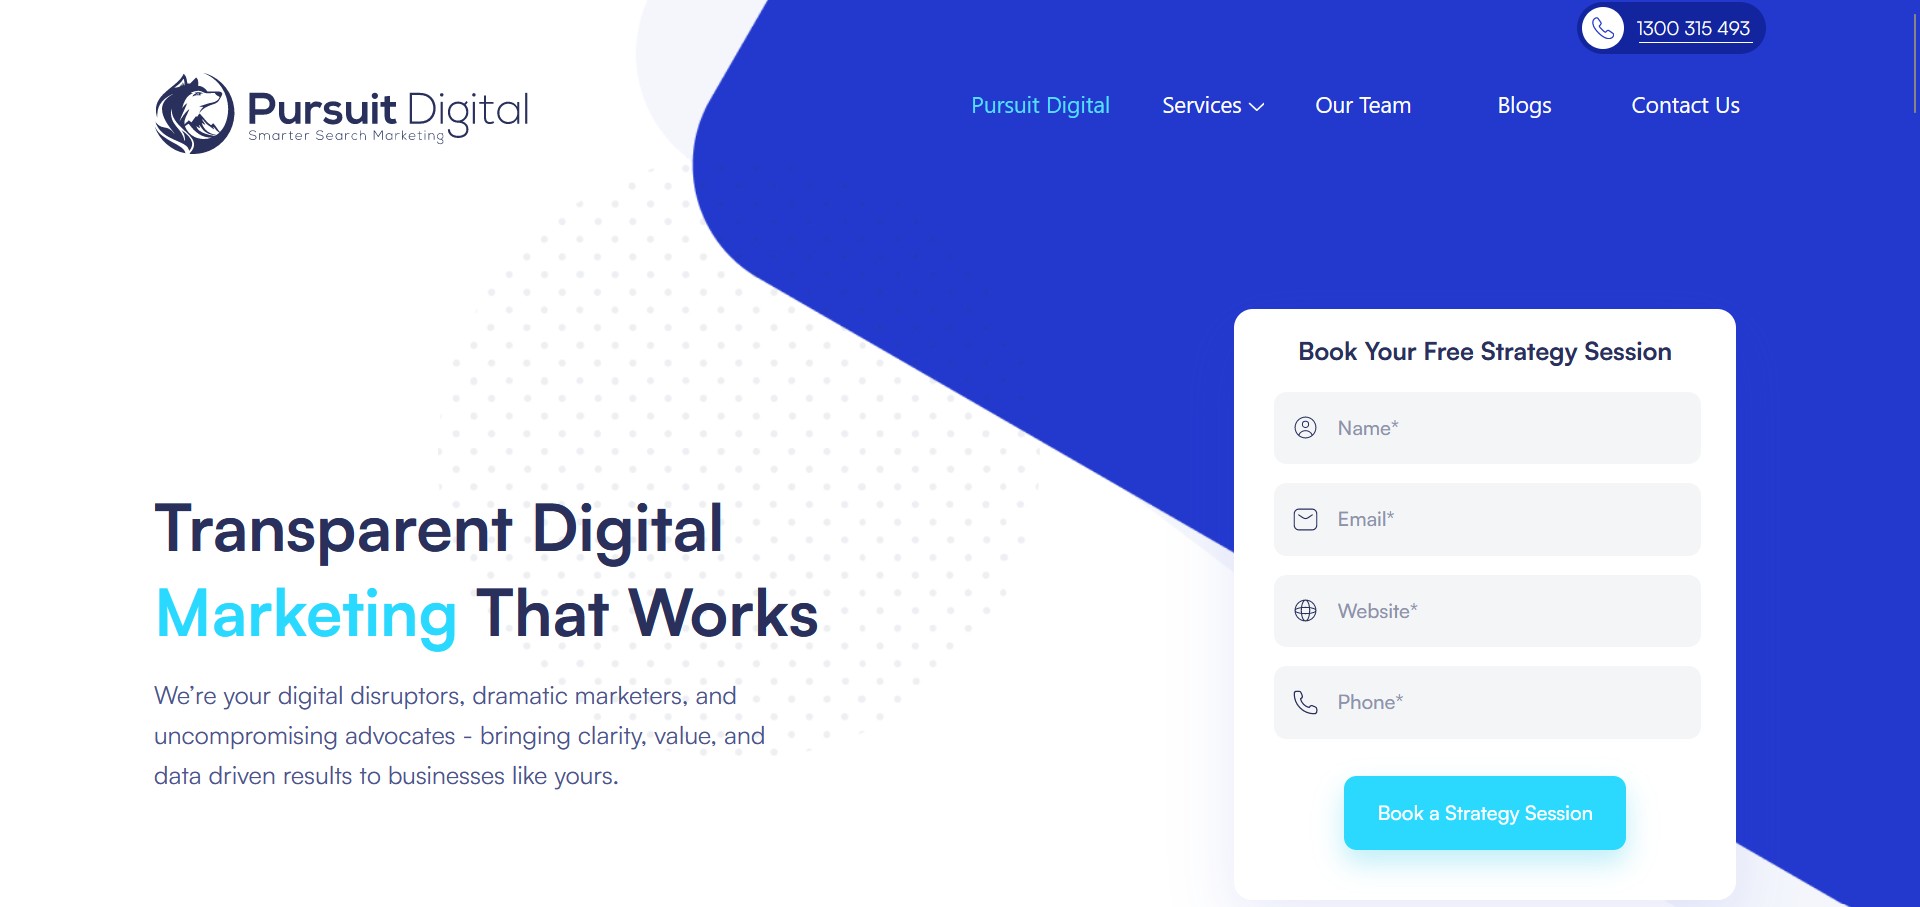 1300 315 493
Pursuit Digital
Smarter Search Marketing
Pursuit Digital Services Our Team Blogs Contact Us
Transparent Digital
Marketing That Works
We’re your digital disruptors, dramatic marketers, and
uncompromising advocates - bringing clarity, value, and
data driven results to businesses like yours.
Book Your Free Strategy Session
Name*
Email*
Website*
Phone*
Book a Strategy Session